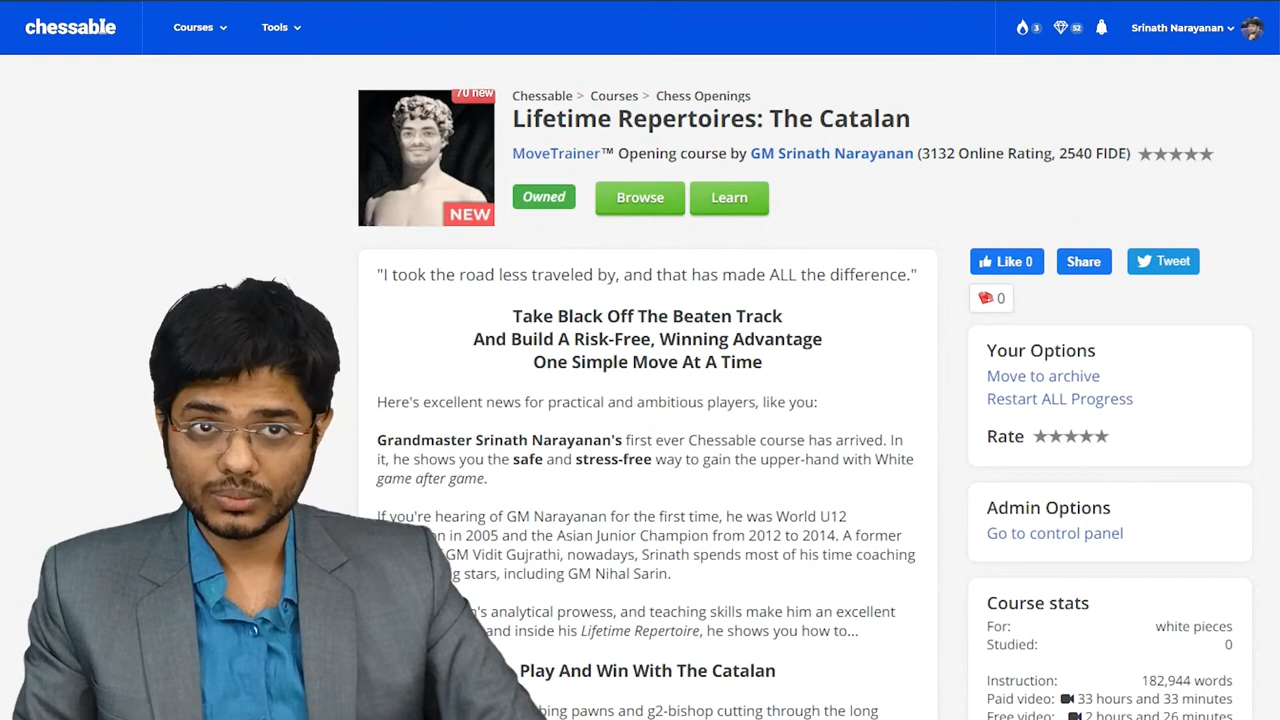 chessable
Courses
Tools
3
52
Srinath Narayanan
70 new
NEW
Chessable > Courses > Chess Openings
Lifetime Repertoires: The Catalan
MoveTrainer™ Opening course by GM Srinath Narayanan (3132 Online Rating, 2540 FIDE)
Owned
Browse
Learn
"I took the road less traveled by, and that has made ALL the difference."
Take Black Off The Beaten Track
And Build A Risk-Free, Winning Advantage
One Simple Move At A Time
Here's excellent news for practical and ambitious players, like you:
Grandmaster Srinath Narayanan's first ever Chessable course has arrived. In
it, he shows you the safe and stress-free way to gain the upper-hand with White
game after game.
If you're hearing of GM Narayanan for the first time, he was World U12
in 2005 and the Asian Junior Champion from 2012 to 2014. A former
GM Vidit Gujrathi, nowadays, Srinath spends most of his time coaching
stars, including GM Nihal Sarin.
analytical prowess, and teaching skills make him an excellent
and inside his Lifetime Repertoire, he shows you how to...
Play And Win With The Catalan
pawns and g2-bishop cutting through the long
Like 0
Share
Tweet
0
Your Options
Move to archive
Restart ALL Progress
Rate
Admin Options
Go to control panel
Course stats
For: white pieces
Studied: 0
Instruction: 182,944 words
Paid video: 33 hours and 33 minutes
Free video: 2 hours and 26 minutes